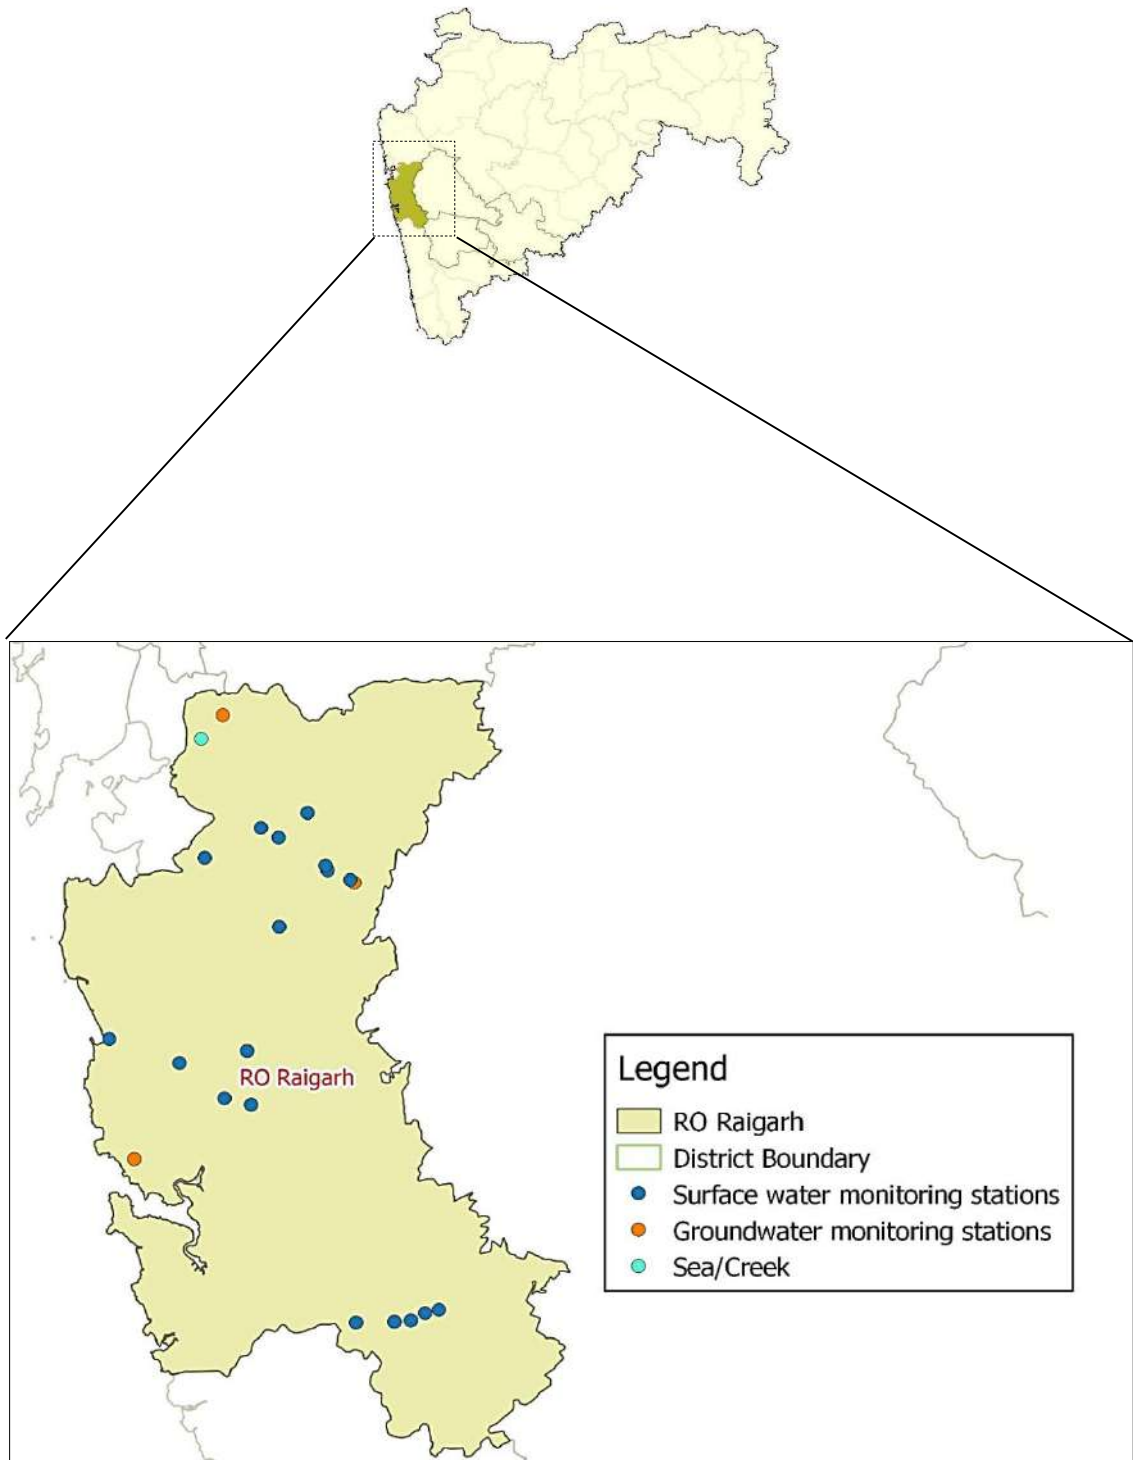 RO Raigarh
Legend
RO Raigarh
District Boundary
Surface water monitoring stations
Groundwater monitoring stations
Sea/Creek